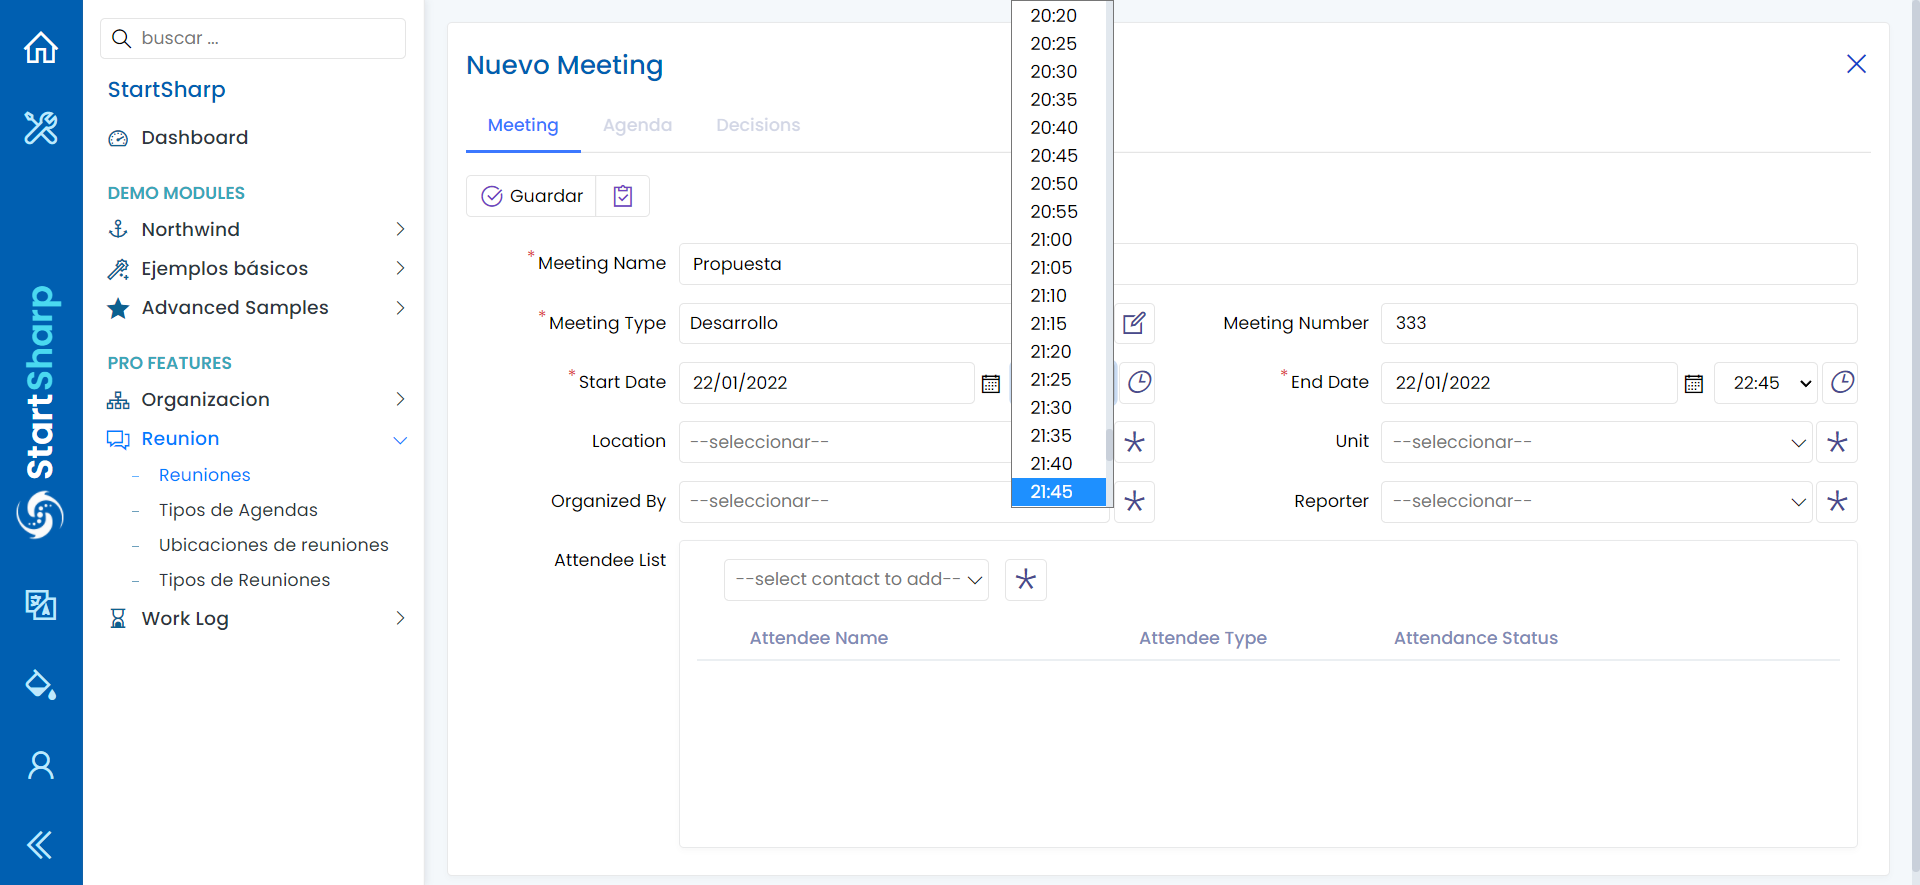 buscar ...
StartSharp
Dashboard
DEMO MODULES
Northwind
Ejemplos básicos
Advanced Samples
PRO FEATURES
Organizacion
Reunion
Reuniones
Tipos de Agendas
Ubicaciones de reuniones
Tipos de Reuniones
Work Log
StartSharp
Nuevo Meeting
Meeting Agenda Decisions
Guardar
* Meeting Name Propuesta
* Meeting Type Desarrollo
Meeting Number 333
* Start Date 22/01/2022
* End Date 22/01/2022 22:45
Location --seleccionar--
Unit --seleccionar--
Organized By --seleccionar--
Reporter --seleccionar--
Attendee List
--select contact to add--
Attendee Name Attendee Type Attendance Status
20:20
20:25
20:30
20:35
20:40
20:45
20:50
20:55
21:00
21:05
21:10
21:15
21:20
21:25
21:30
21:35
21:40
21:45